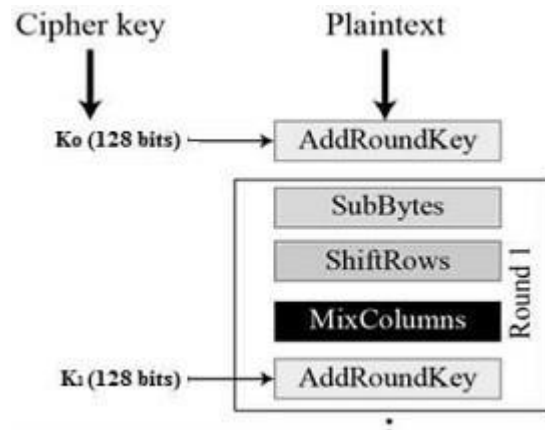 Cipher key
Plaintext
K₀ (128 bits)
AddRoundKey
SubBytes
ShiftRows
MixColumns
Round 1
K₁ (128 bits)
AddRoundKey